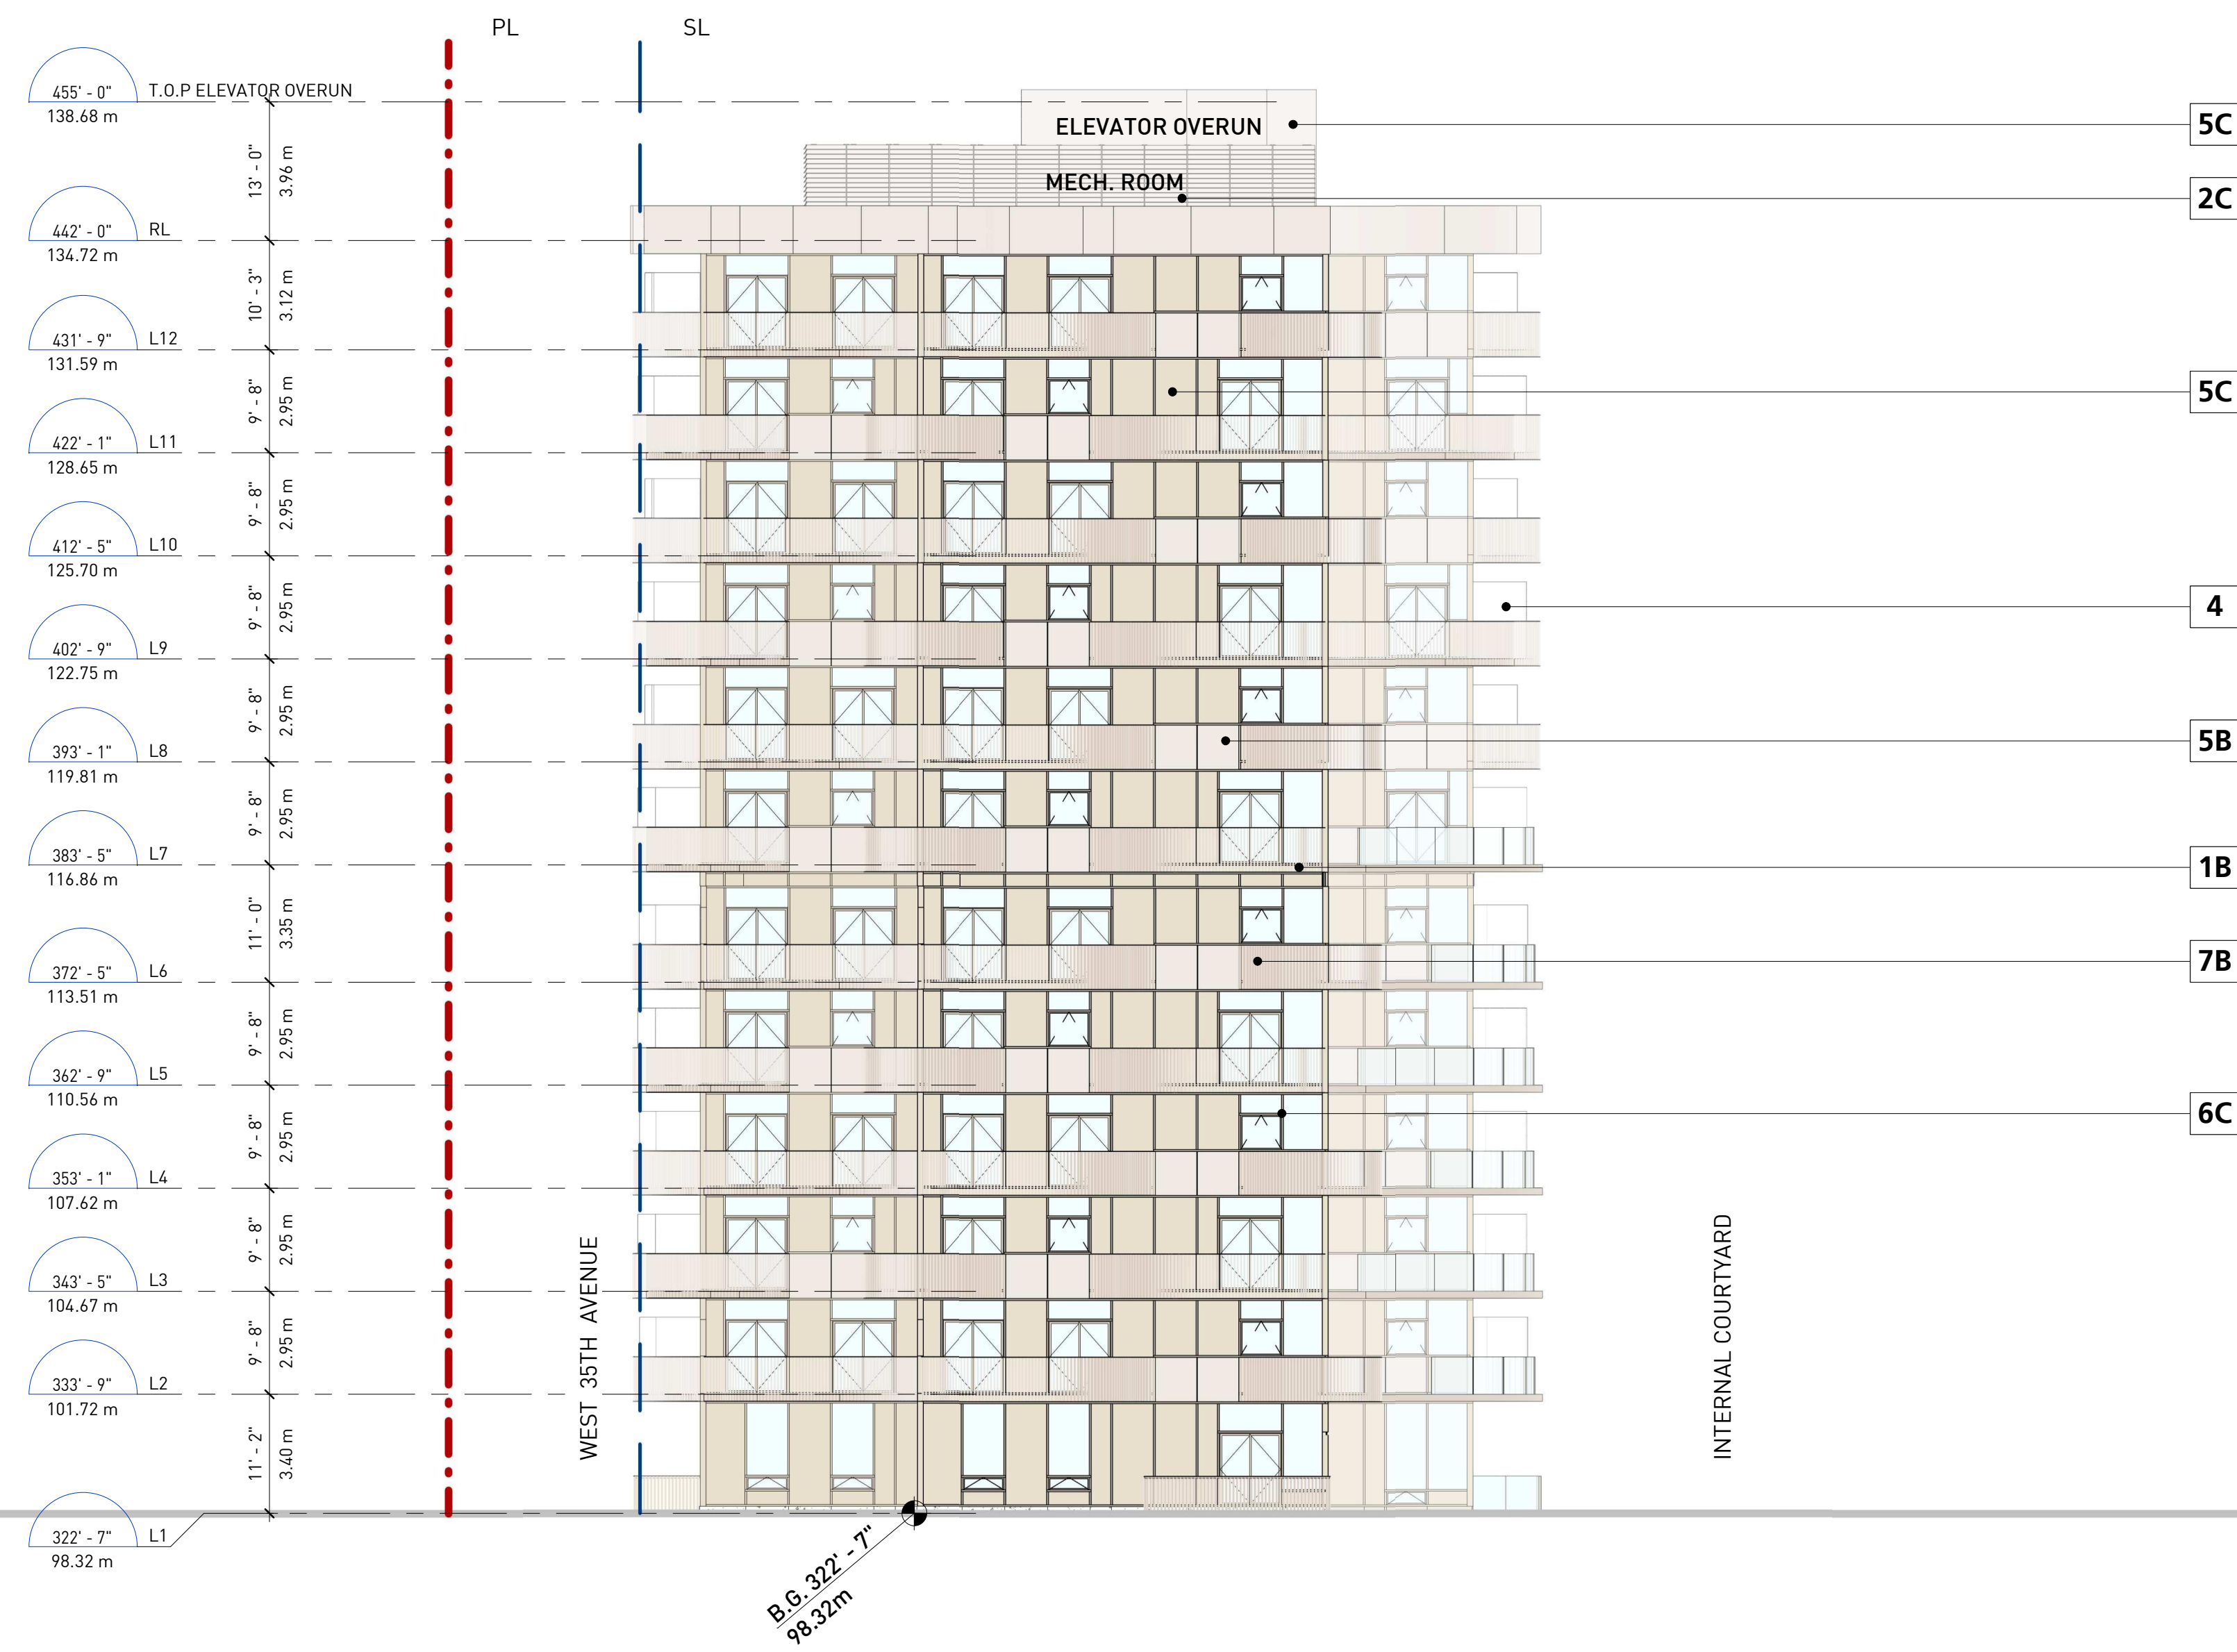 PL
SL
455' - 0"
T.O.P ELEVATOR OVERUN
138.68 m
ELEVATOR OVERUN
5C
13' - 0"
3.96 m
MECH. ROOM
2C
442' - 0"
RL
134.72 m
10' - 3"
3.12 m
431' - 9"
L12
131.59 m
9' - 8"
2.95 m
5C
422' - 1"
L11
128.65 m
9' - 8"
2.95 m
412' - 5"
L10
125.70 m
9' - 8"
2.95 m
4
402' - 9"
L9
122.75 m
9' - 8"
2.95 m
5B
393' - 1"
L8
119.81 m
9' - 8"
2.95 m
383' - 5"
L7
116.86 m
1B
11' - 0"
3.35 m
7B
372' - 5"
L6
113.51 m
9' - 8"
2.95 m
362' - 9"
L5
110.56 m
6C
9' - 8"
2.95 m
353' - 1"
L4
107.62 m
9' - 8"
2.95 m
343' - 5"
L3
104.67 m
9' - 8"
2.95 m
333' - 9"
L2
101.72 m
WEST 35TH AVENUE
INTERNAL COURTYARD
11' - 2"
3.40 m
322' - 7"
L1
98.32 m
B.G. 322' - 7"
98.32m